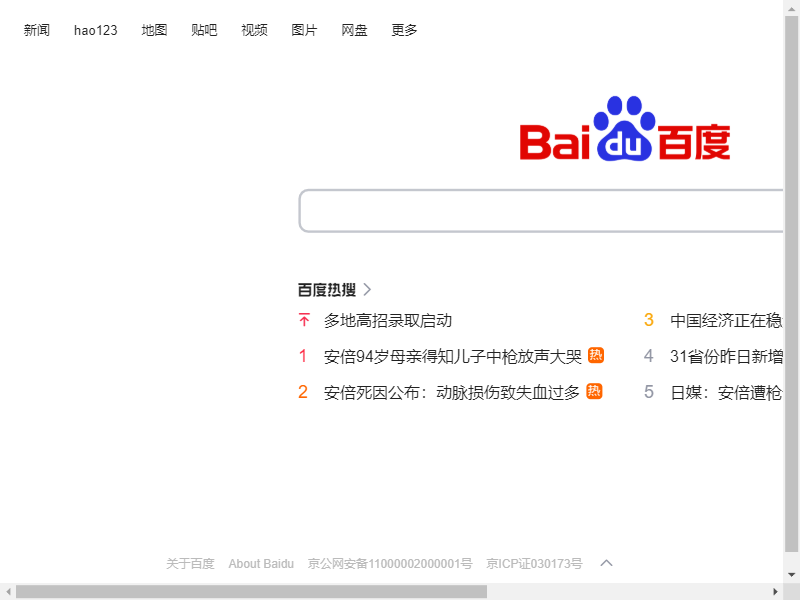 新闻 hao123 地图 贴吧 视频 图片 网盘 更多
Bai du 百度
百度热搜
多地高招录取启动
1 安倍94岁母亲得知儿子中枪放声大哭 热
2 安倍死因公布：动脉损伤致失血过多 热
3 中国经济正在稳
4 31省份昨日新增
5 日媒：安倍遭枪
关于百度 About Baidu 京公网安备11000002000001号 京ICP证030173号